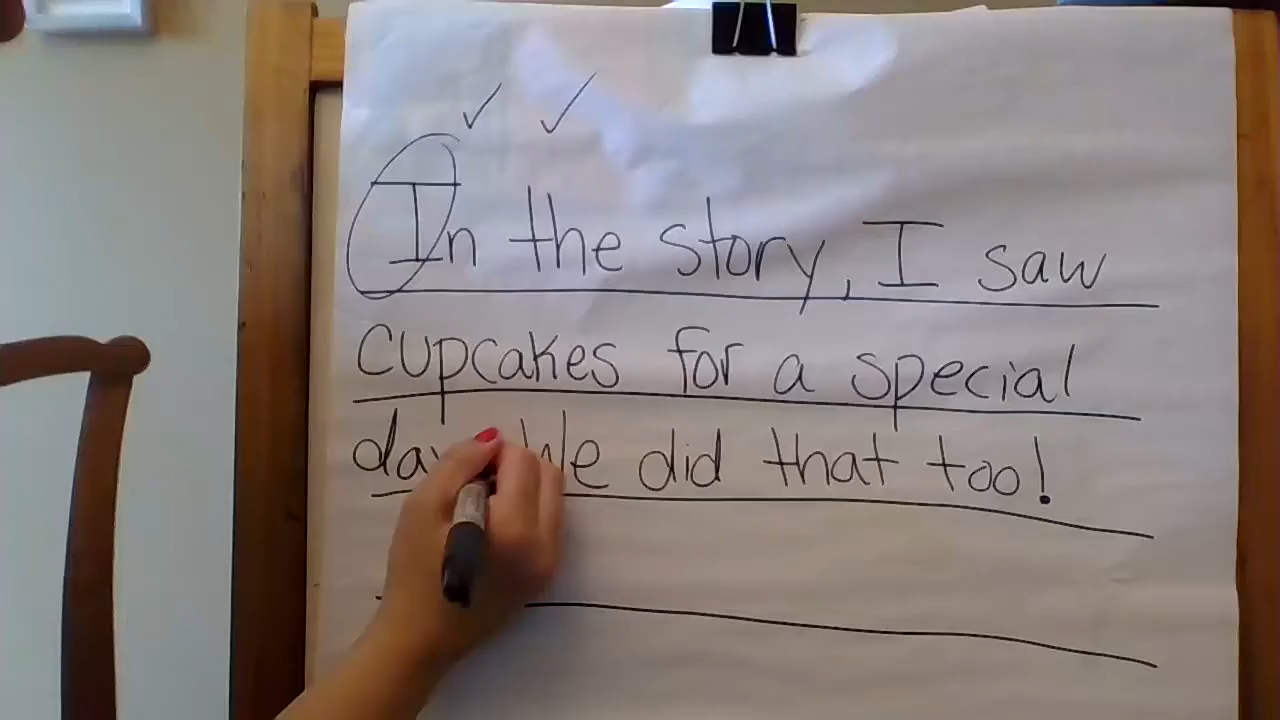 In the story, I saw
cupcakes for a special
day We did that too!